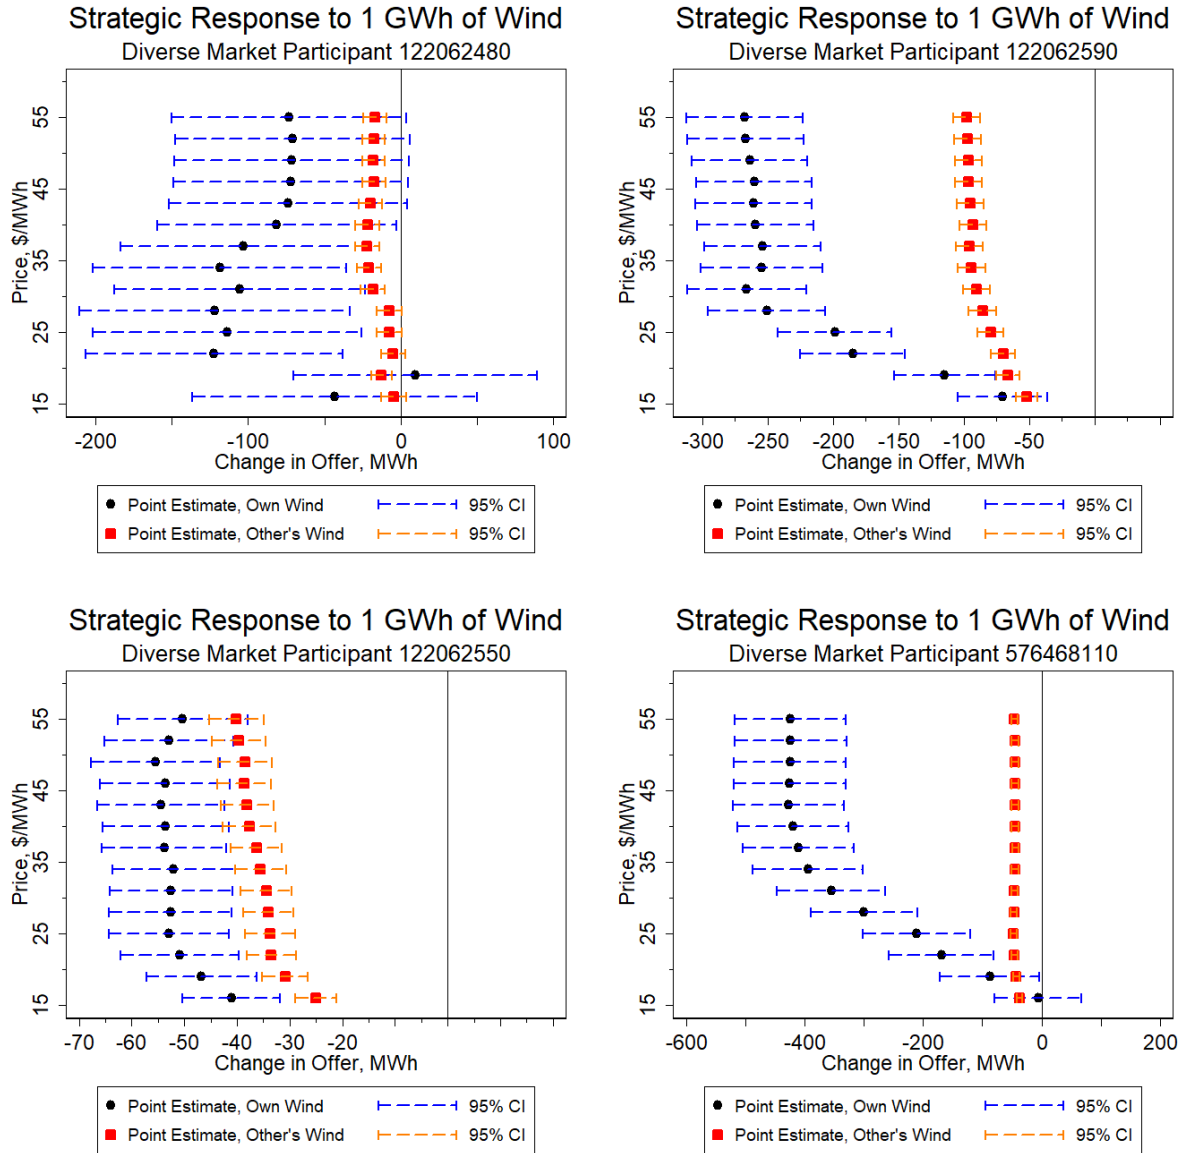 Strategic Response to 1 GWh of Wind
Diverse Market Participant 122062480
Price, $/MWh
55
45
35
25
15
-200 -100 0 100
Change in Offer, MWh
Point Estimate, Own Wind 95% CI
Point Estimate, Other's Wind 95% CI
Strategic Response to 1 GWh of Wind
Diverse Market Participant 122062590
Price, $/MWh
55
45
35
25
15
-300 -250 -200 -150 -100 -50
Change in Offer, MWh
Point Estimate, Own Wind 95% CI
Point Estimate, Other's Wind 95% CI
Strategic Response to 1 GWh of Wind
Diverse Market Participant 122062550
Price, $/MWh
55
45
35
25
15
-70 -60 -50 -40 -30 -20
Change in Offer, MWh
Point Estimate, Own Wind 95% CI
Point Estimate, Other's Wind 95% CI
Strategic Response to 1 GWh of Wind
Diverse Market Participant 576468110
Price, $/MWh
55
45
35
25
15
-600 -400 -200 0 200
Change in Offer, MWh
Point Estimate, Own Wind 95% CI
Point Estimate, Other's Wind 95% CI